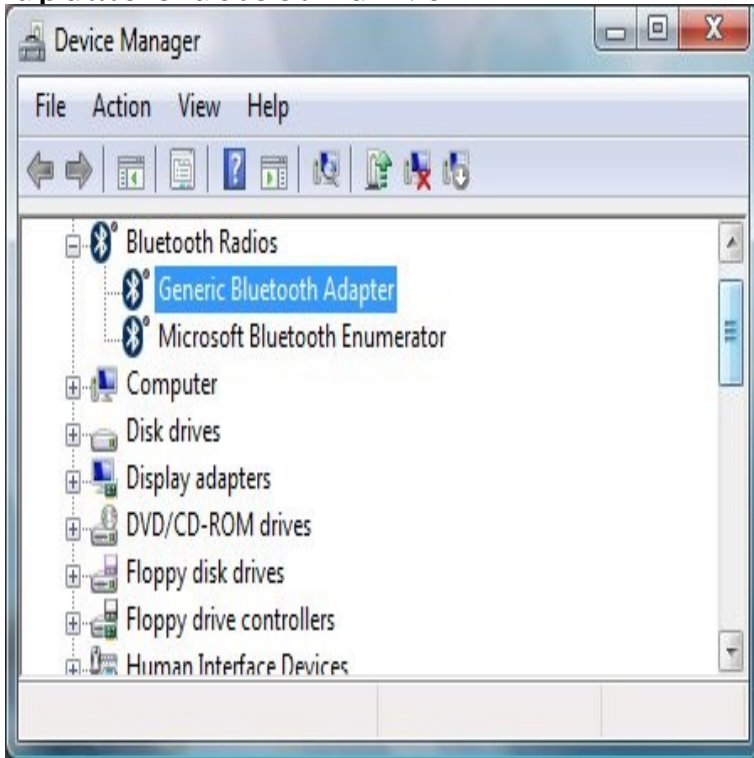 Device Manager
File Action View Help
Bluetooth Radios
Generic Bluetooth Adapter
Microsoft Bluetooth Enumerator
Computer
Disk drives
Display adapters
DVD/CD-ROM drives
Floppy disk drives
Floppy drive controllers
Human Interface Devices